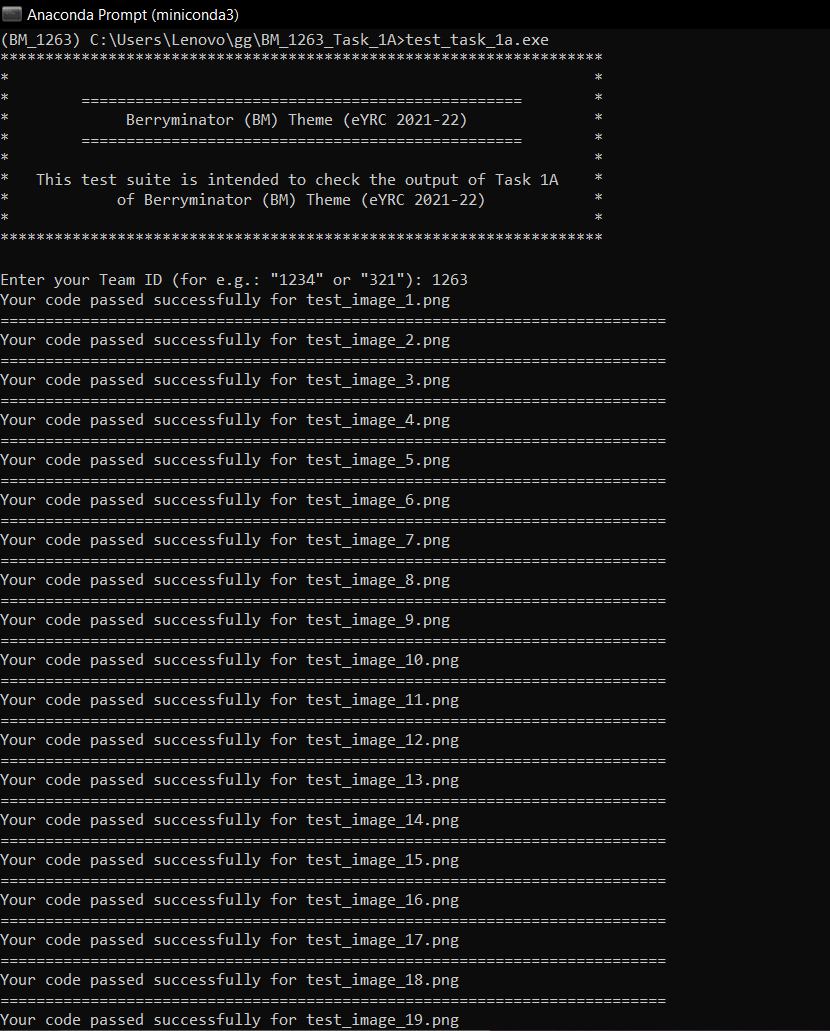 Anaconda Prompt (miniconda3)
(BM_1263) C:\Users\Lenovo\gg\BM_1263_Task_1A>test_task_1a.exe
*******************************************************************
*                                                                 *
*        =================================================        *
*             Berryminator (BM) Theme (eYRC 2021-22)              *
*        =================================================        *
*                                                                 *
*   This test suite is intended to check the output of Task 1A    *
*            of Berryminator (BM) Theme (eYRC 2021-22)            *
*                                                                 *
*******************************************************************
Enter your Team ID (for e.g.: "1234" or "321"): 1263
Your code passed successfully for test_image_1.png
==========================================================================
Your code passed successfully for test_image_2.png
==========================================================================
Your code passed successfully for test_image_3.png
==========================================================================
Your code passed successfully for test_image_4.png
==========================================================================
Your code passed successfully for test_image_5.png
==========================================================================
Your code passed successfully for test_image_6.png
==========================================================================
Your code passed successfully for test_image_7.png
==========================================================================
Your code passed successfully for test_image_8.png
==========================================================================
Your code passed successfully for test_image_9.png
==========================================================================
Your code passed successfully for test_image_10.png
==========================================================================
Your code passed successfully for test_image_11.png
==========================================================================
Your code passed successfully for test_image_12.png
==========================================================================
Your code passed successfully for test_image_13.png
==========================================================================
Your code passed successfully for test_image_14.png
==========================================================================
Your code passed successfully for test_image_15.png
==========================================================================
Your code passed successfully for test_image_16.png
==========================================================================
Your code passed successfully for test_image_17.png
==========================================================================
Your code passed successfully for test_image_18.png
==========================================================================
Your code passed successfully for test_image_19.png